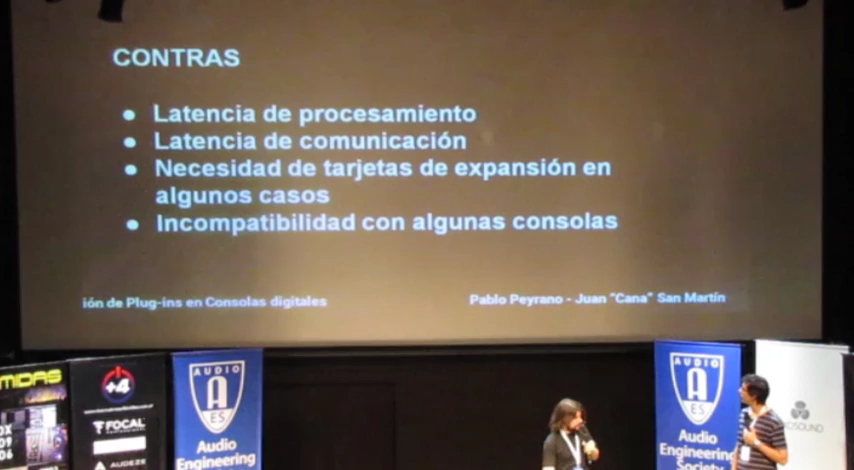 CONTRAS
● Latencia de procesamiento
● Latencia de comunicación
● Necesidad de tarjetas de expansión en
algunos casos
● Incompatibilidad con algunas consolas
ión de Plug-ins en Consolas digitales
Pablo Peyrano - Juan "Cana" San Martín
MIDAS
+4
FOCAL
AUDEZE
AUDIO
AES
Audio
Engineering
AUDIO
AES
Audio
Engineering
Society
OSOUND